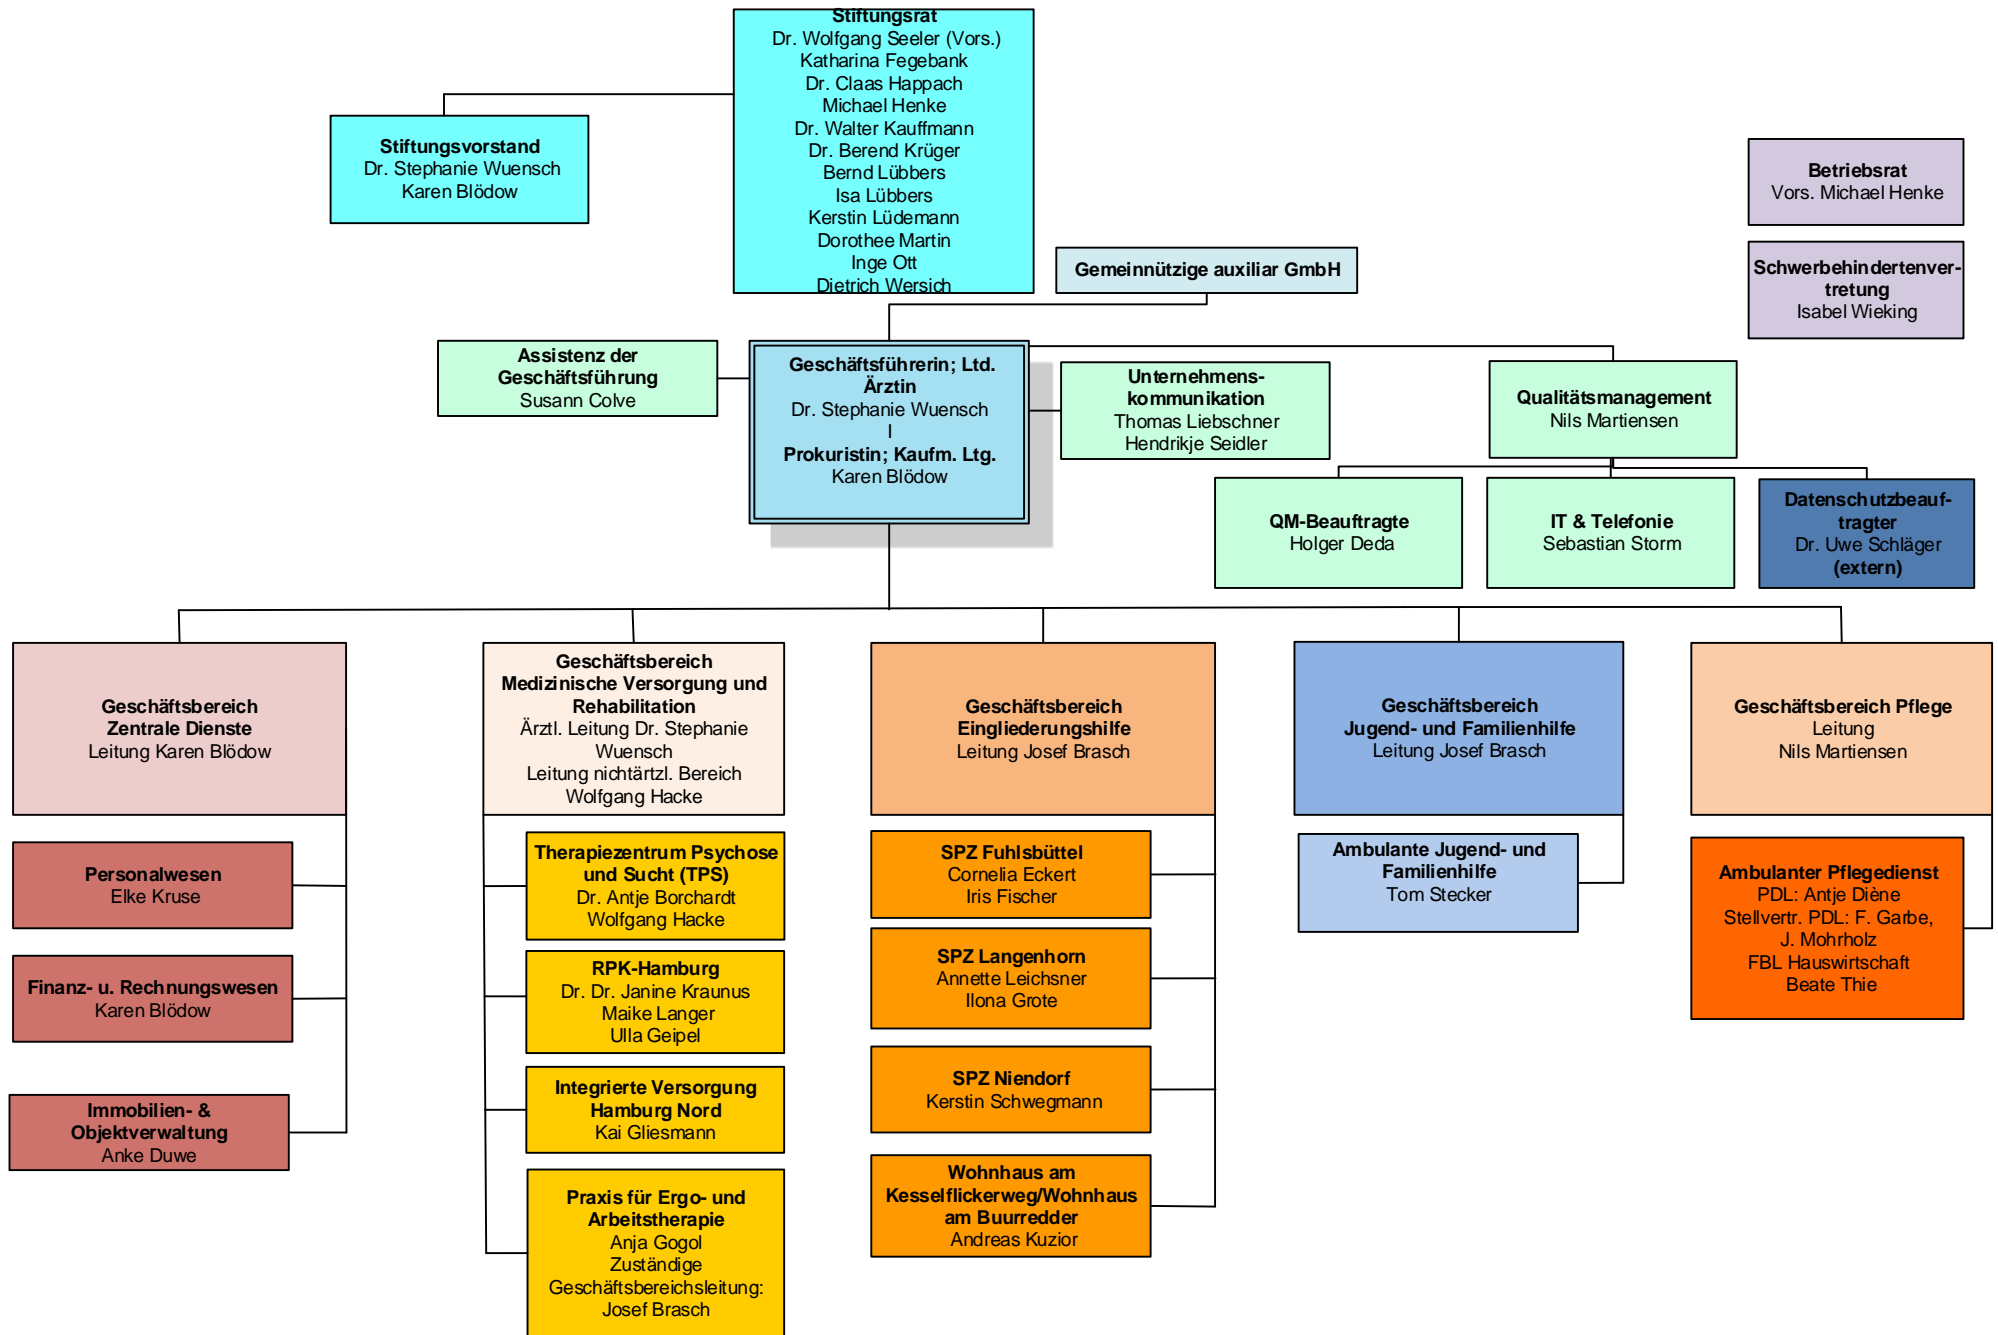 Stiftungsrat
Dr. Wolfgang Seeler (Vors.)
Katharina Fegebank
Dr. Claas Happach
Michael Henke
Dr. Walter Kauffmann
Dr. Berend Krüger
Bernd Lübbers
Isa Lübbers
Kerstin Lüdemann
Dorothee Martin
Inge Ott
Dietrich Wersich
Stiftungsvorstand
Dr. Stephanie Wuensch
Karen Blödow
Betriebsrat
Vors. Michael Henke
Schwerbehindertenver-
tretung
Isabel Wieking
Gemeinnützige auxiliar GmbH
Assistenz der
Geschäftsführung
Susann Colve
Geschäftsführerin; Ltd.
Ärztin
Dr. Stephanie Wuensch
I
Prokuristin; Kaufm. Ltg.
Karen Blödow
Unternehmens-
kommunikation
Thomas Liebschner
Hendrikje Seidler
Qualitätsmanagement
Nils Martiensen
QM-Beauftragte
Holger Deda
IT & Telefonie
Sebastian Storm
Datenschutzbeauf-
tragter
Dr. Uwe Schläger
(extern)
Geschäftsbereich
Zentrale Dienste
Leitung Karen Blödow
Personalwesen
Elke Kruse
Finanz- u. Rechnungswesen
Karen Blödow
Immobilien- &
Objektverwaltung
Anke Duwe
Geschäftsbereich
Medizinische Versorgung und
Rehabilitation
Ärztl. Leitung Dr. Stephanie
Wuensch
Leitung nichtärtzl. Bereich
Wolfgang Hacke
Therapiezentrum Psychose
und Sucht (TPS)
Dr. Antje Borchardt
Wolfgang Hacke
RPK-Hamburg
Dr. Dr. Janine Kraunus
Maike Langer
Ulla Geipel
Integrierte Versorgung
Hamburg Nord
Kai Gliesmann
Praxis für Ergo- und
Arbeitstherapie
Anja Gogol
Zuständige
Geschäftsbereichsleitung:
Josef Brasch
Geschäftsbereich
Eingliederungshilfe
Leitung Josef Brasch
SPZ Fuhlsbüttel
Cornelia Eckert
Iris Fischer
SPZ Langenhorn
Annette Leichsner
Ilona Grote
SPZ Niendorf
Kerstin Schwegmann
Wohnhaus am
Kesselflickerweg/Wohnhaus
am Buurredder
Andreas Kuzior
Geschäftsbereich
Jugend- und Familienhilfe
Leitung Josef Brasch
Ambulante Jugend- und
Familienhilfe
Tom Stecker
Geschäftsbereich Pflege
Leitung
Nils Martiensen
Ambulanter Pflegedienst
PDL: Antje Diène
Stellvertr. PDL: F. Garbe,
J. Mohrholz
FBL Hauswirtschaft
Beate Thie